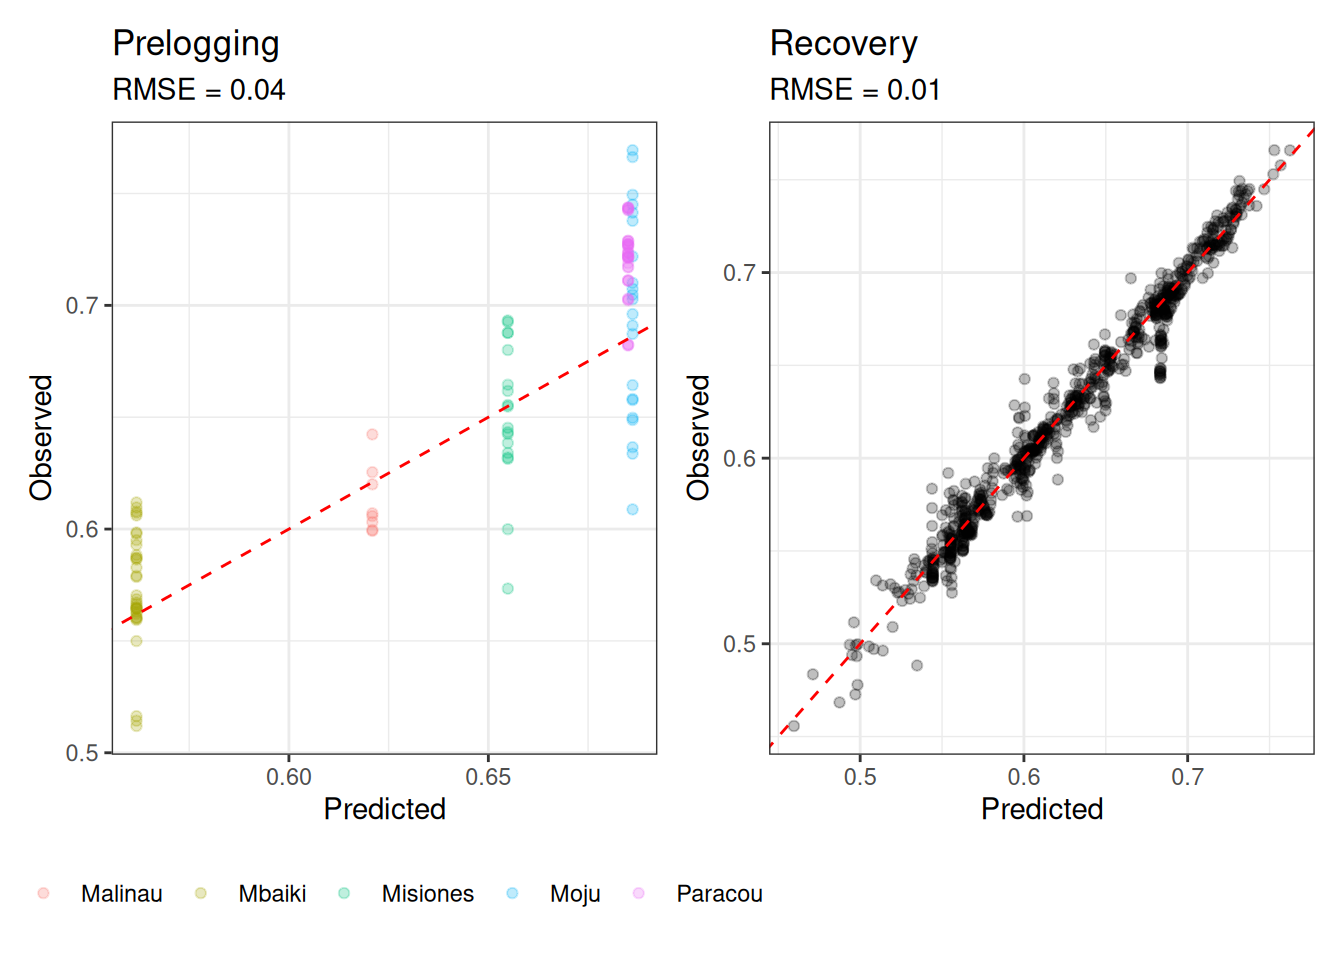 Prelogging
RMSE = 0.04
Observed
0.7
0.6
0.5
0.60 0.65
Predicted
Recovery
RMSE = 0.01
Observed
0.7
0.6
0.5
0.5 0.6 0.7
Predicted
Malinau Mbaiki Misiones Moju Paracou